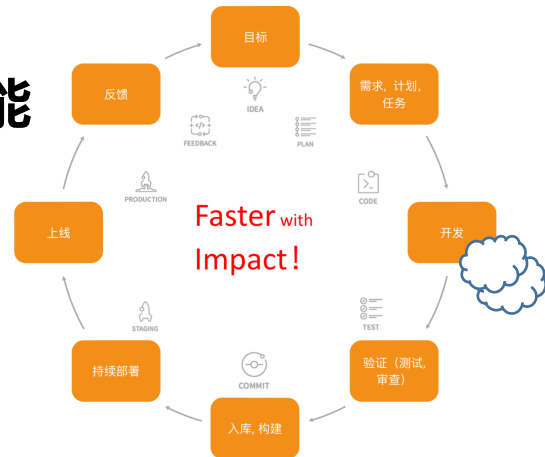 能
目标
反馈
需求, 计划,
任务
IDEA
FEEDBACK
PLAN
PRODUCTION
CODE
Faster with
Impact!
上线
开发
STAGING
TEST
持续部署
COMMIT
验证（测试,
审查）
入库, 构建